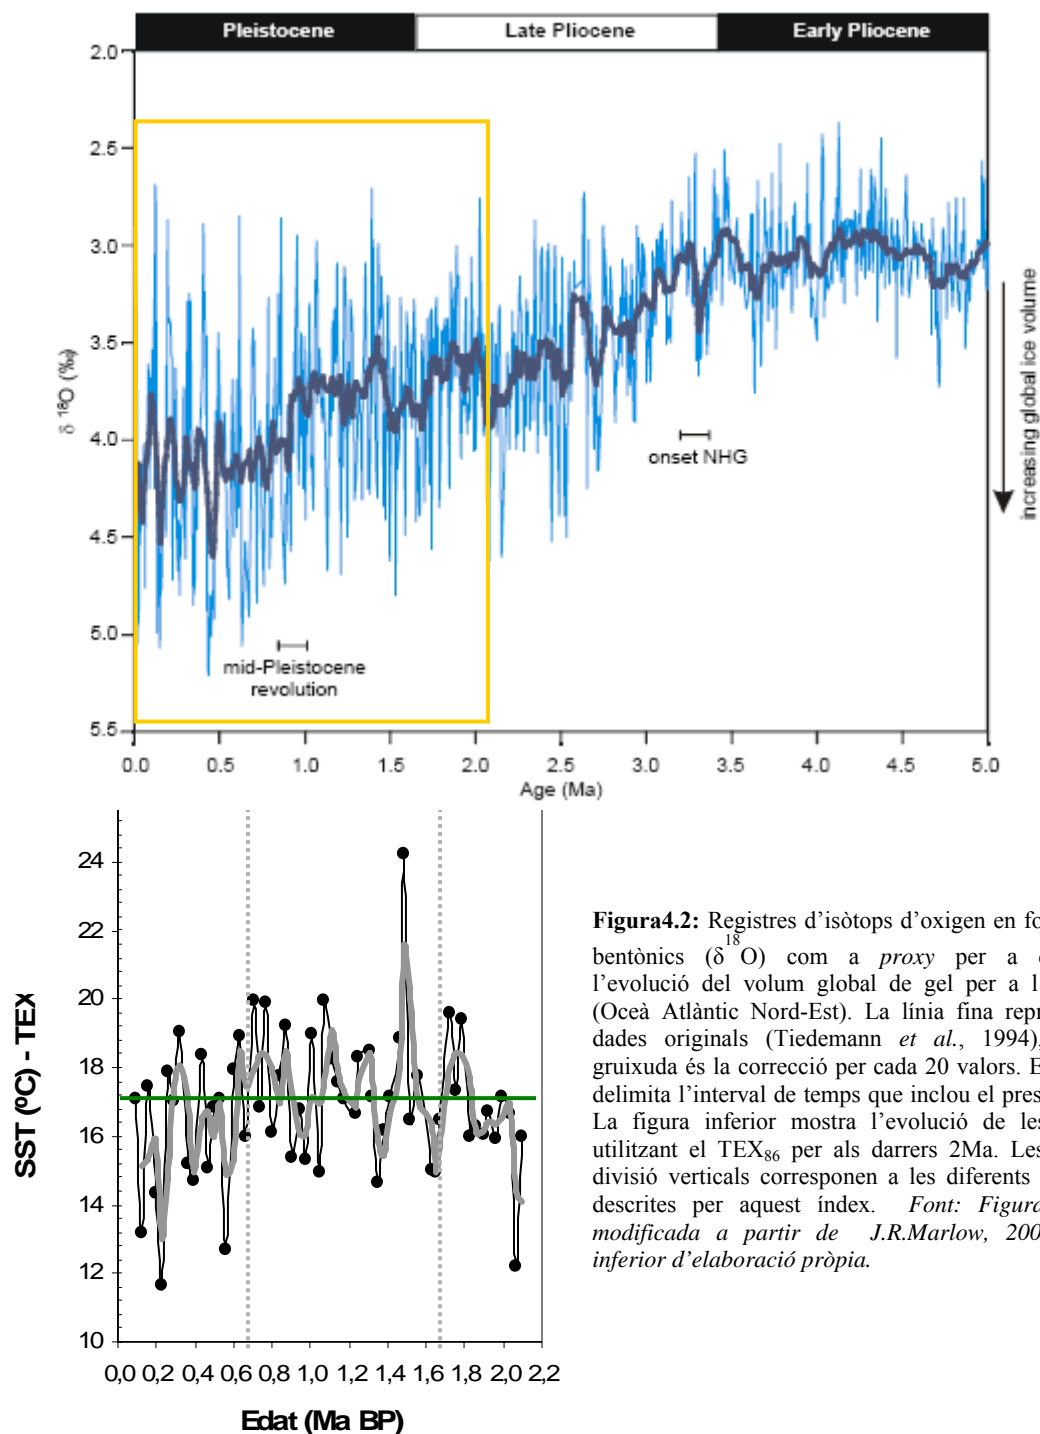 Pleistocene Late Pliocene Early Pliocene
2.0
2.5
3.0
3.5
4.0
4.5
5.0
5.5
δ 18O (‰)
increasing global ice volume
onset NHG
mid-Pleistocene
revolution
0.0 0.5 1.0 1.5 2.0 2.5 3.0 3.5 4.0 4.5 5.0
Age (Ma)
24
22
20
18
16
14
12
10
SST (ºC) - TEX
0,0 0,2 0,4 0,6 0,8 1,0 1,2 1,4 1,6 1,8 2,0 2,2
Edat (Ma BP)
Figura4.2: Registres d’isòtops d’oxigen en fo
bentònics (δ18O) com a proxy per a
l’evolució del volum global de gel per a l
(Oceà Atlàntic Nord-Est). La línia fina repr
dades originals (Tiedemann et al., 1994),
gruixuda és la correcció per cada 20 valors. E
delimita l’interval de temps que inclou el pres
La figura inferior mostra l’evolució de les
utilitzant el TEX86 per als darrers 2Ma. Les
divisió verticals corresponen a les diferents
descrites per aquest índex. Font: Figura
modificada a partir de J.R.Marlow, 200
inferior d’elaboració pròpia.